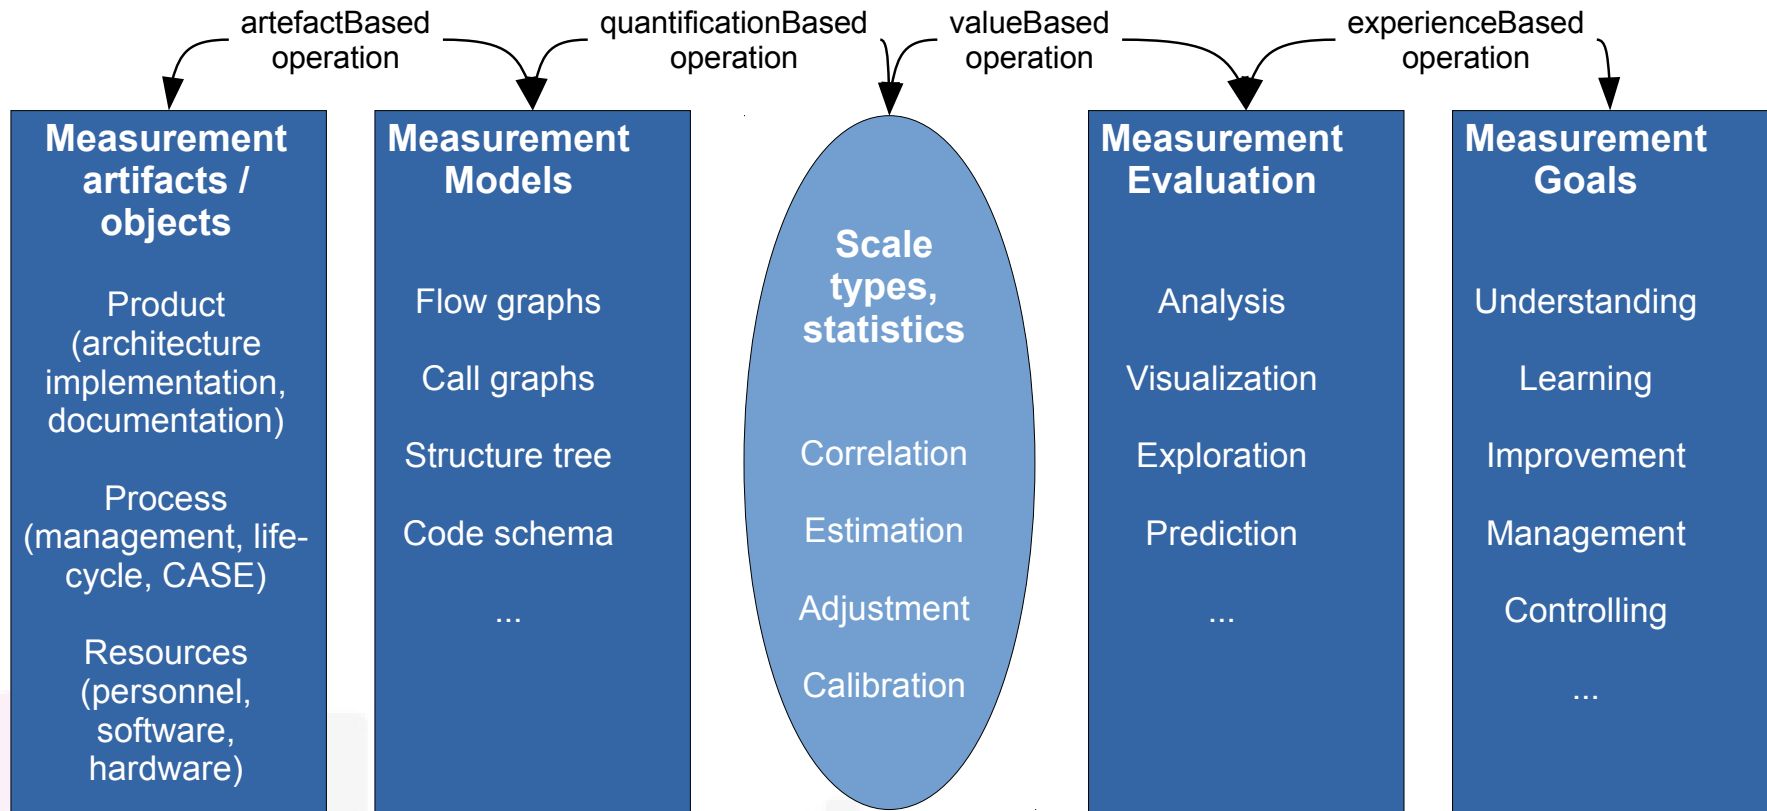 artefactBased
operation
quantificationBased
operation
valueBased
operation
experienceBased
operation
Measurement
artifacts /
objects
Product
(architecture
implementation,
documentation)
Process
(management, life-
cycle, CASE)
Resources
(personnel,
software,
hardware)
Measurement
Models
Flow graphs
Call graphs
Structure tree
Code schema
...
Scale
types,
statistics
Correlation
Estimation
Adjustment
Calibration
Measurement
Evaluation
Analysis
Visualization
Exploration
Prediction
...
Measurement
Goals
Understanding
Learning
Improvement
Management
Controlling
...